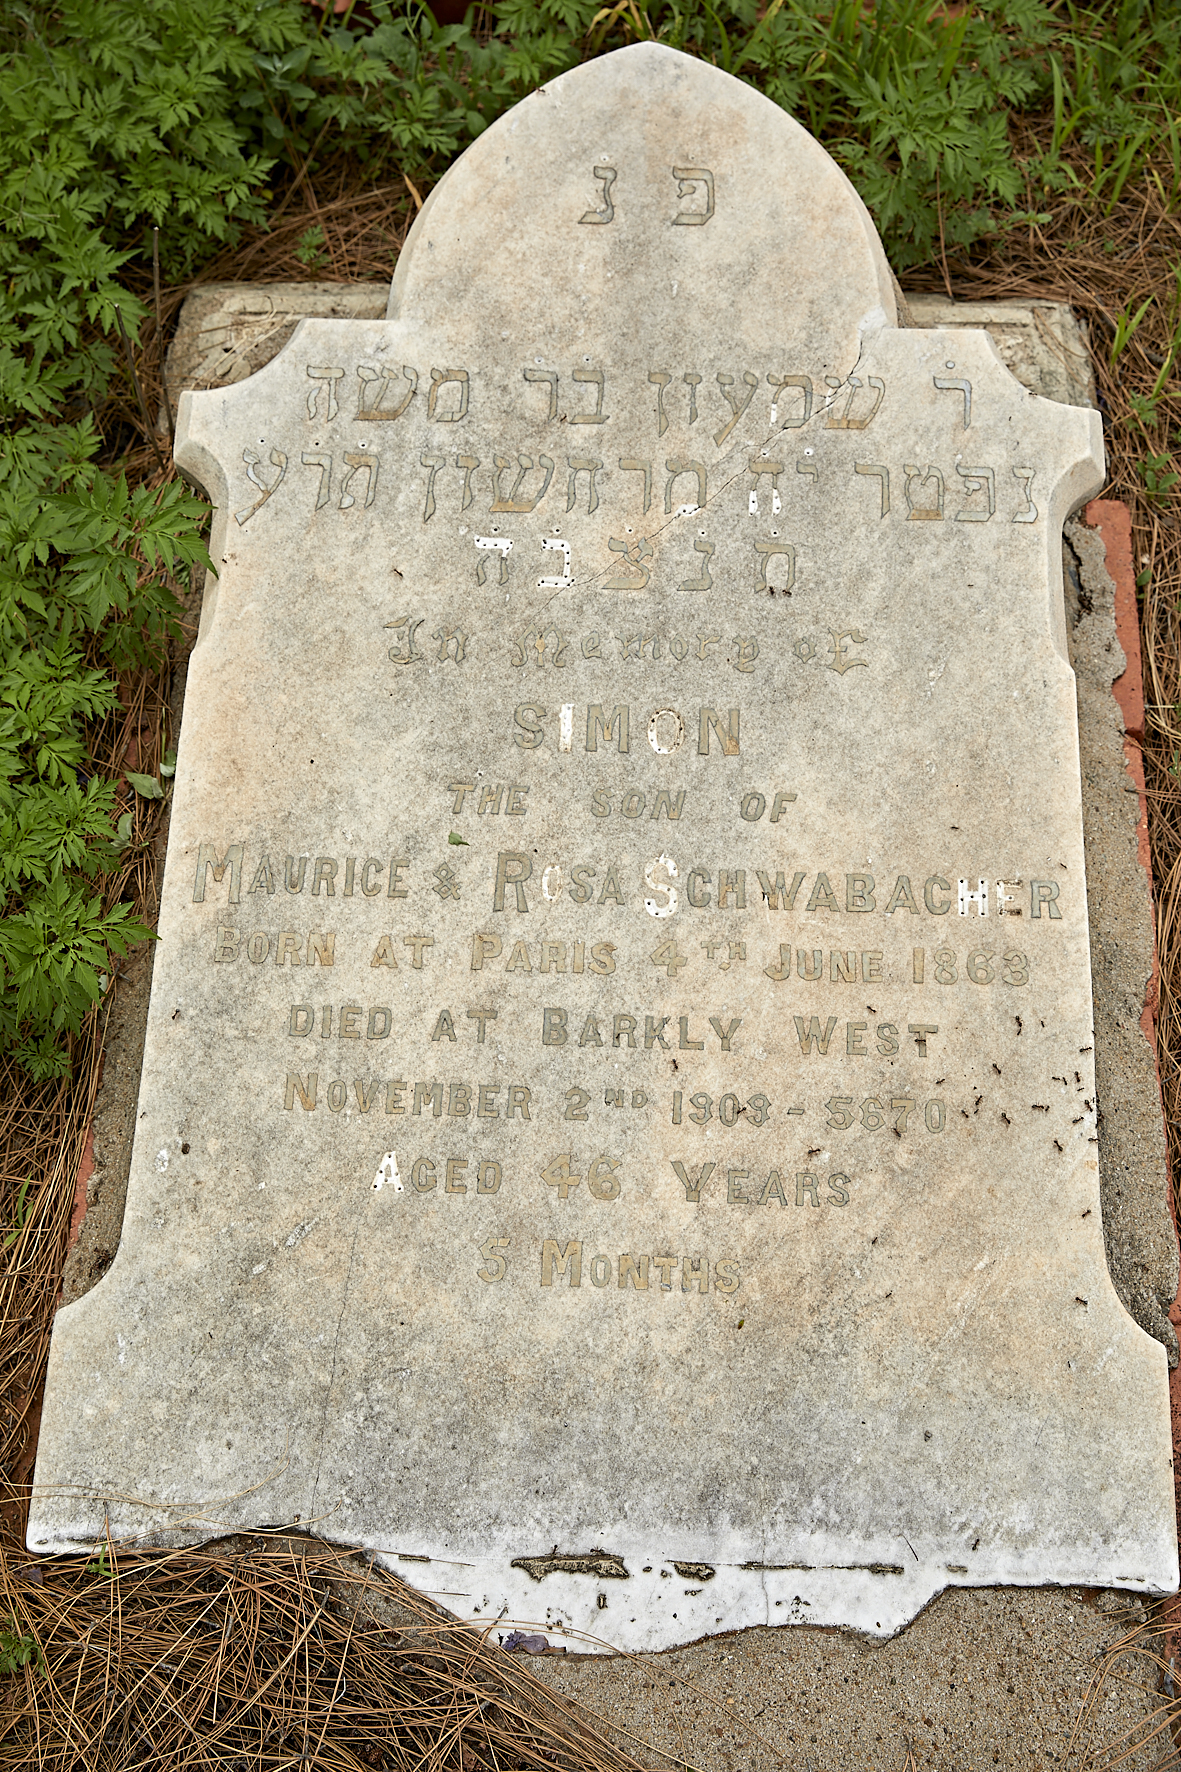 פ נ
ר שמעון בר משה
נפטר יח מרחשון תרע
ת נ צ ב ה
In Memory of
SIMON
THE SON OF
MAURICE & ROSA SCHWABACHER
BORN AT PARIS 4TH JUNE 1863
DIED AT BARKLY WEST
NOVEMBER 2ND 1909 - 5670
AGED 46 YEARS
5 MONTHS